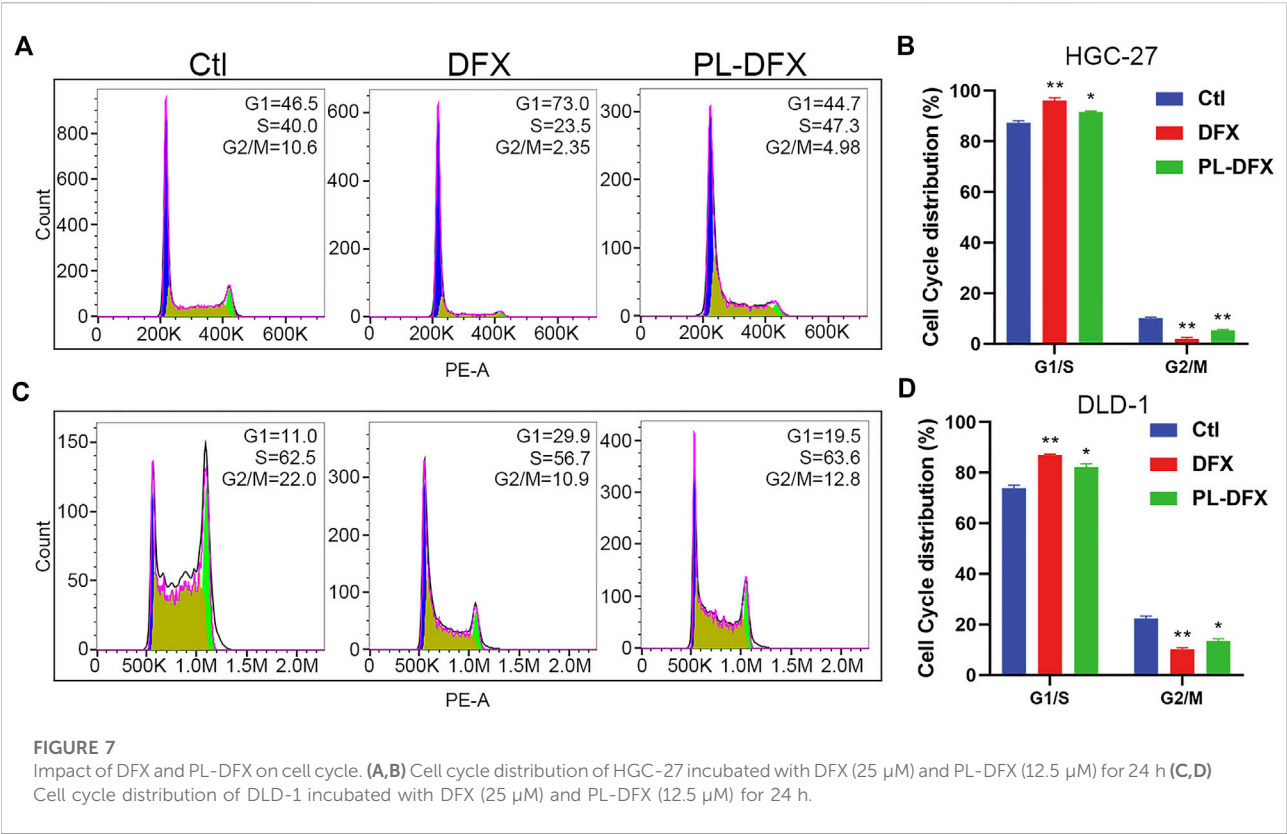 A
Ctl
DFX
PL-DFX
Count
800
600
400
200
0
G1=46.5
S=40.0
G2/M=10.6
0
200K
400K
600K
600
400
200
0
G1=73.0
S=23.5
G2/M=2.35
0
200K
400K
600K
300
200
100
0
G1=44.7
S=47.3
G2/M=4.98
0
200K
400K
600K
PE-A
B
HGC-27
Cell Cycle distribution (%)
100
80
60
40
20
0
** *
** **
G1/S
G2/M
Ctl
DFX
PL-DFX
C
Count
150
100
50
0
G1=11.0
S=62.5
G2/M=22.0
0
500K
1.0M
1.5M
2.0M
300
200
100
0
G1=29.9
S=56.7
G2/M=10.9
0
500K
1.0M
1.5M
2.0M
400
300
200
100
0
G1=19.5
S=63.6
G2/M=12.8
0
500K
1.0M
1.5M
2.0M
PE-A
D
DLD-1
Cell Cycle distribution (%)
100
80
60
40
20
0
** *
** *
G1/S
G2/M
Ctl
DFX
PL-DFX
FIGURE 7
Impact of DFX and PL-DFX on cell cycle. (A,B) Cell cycle distribution of HGC-27 incubated with DFX (25 µM) and PL-DFX (12.5 µM) for 24 h (C,D)
Cell cycle distribution of DLD-1 incubated with DFX (25 µM) and PL-DFX (12.5 µM) for 24 h.